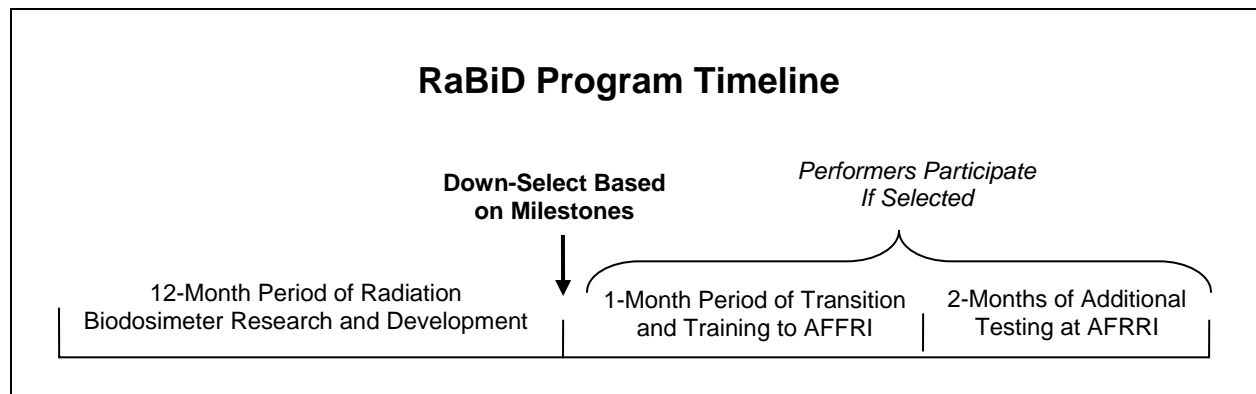 RaBiD Program Timeline
Performers Participate
If Selected
Down-Select Based
on Milestones
12-Month Period of Radiation
Biodosimeter Research and Development
1-Month Period of Transition
and Training to AFFRI
2-Months of Additional
Testing at AFRRI